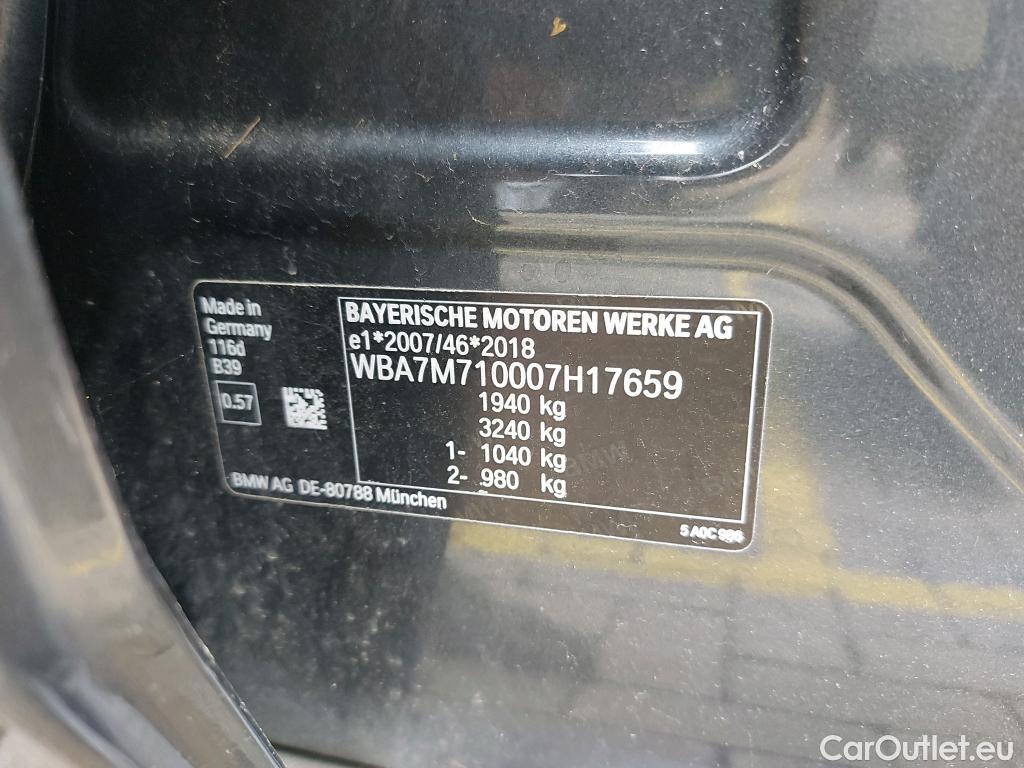 Made in
Germany
116d
B39
0.57
BAYERISCHE MOTOREN WERKE AG
e1*2007/46*2018
WBA7M710007H17659
1940 kg
3240 kg
1- 1040 kg
2- 980 kg
BMW AG DE-80788 München
5 A0C 996
CarOutlet.eu